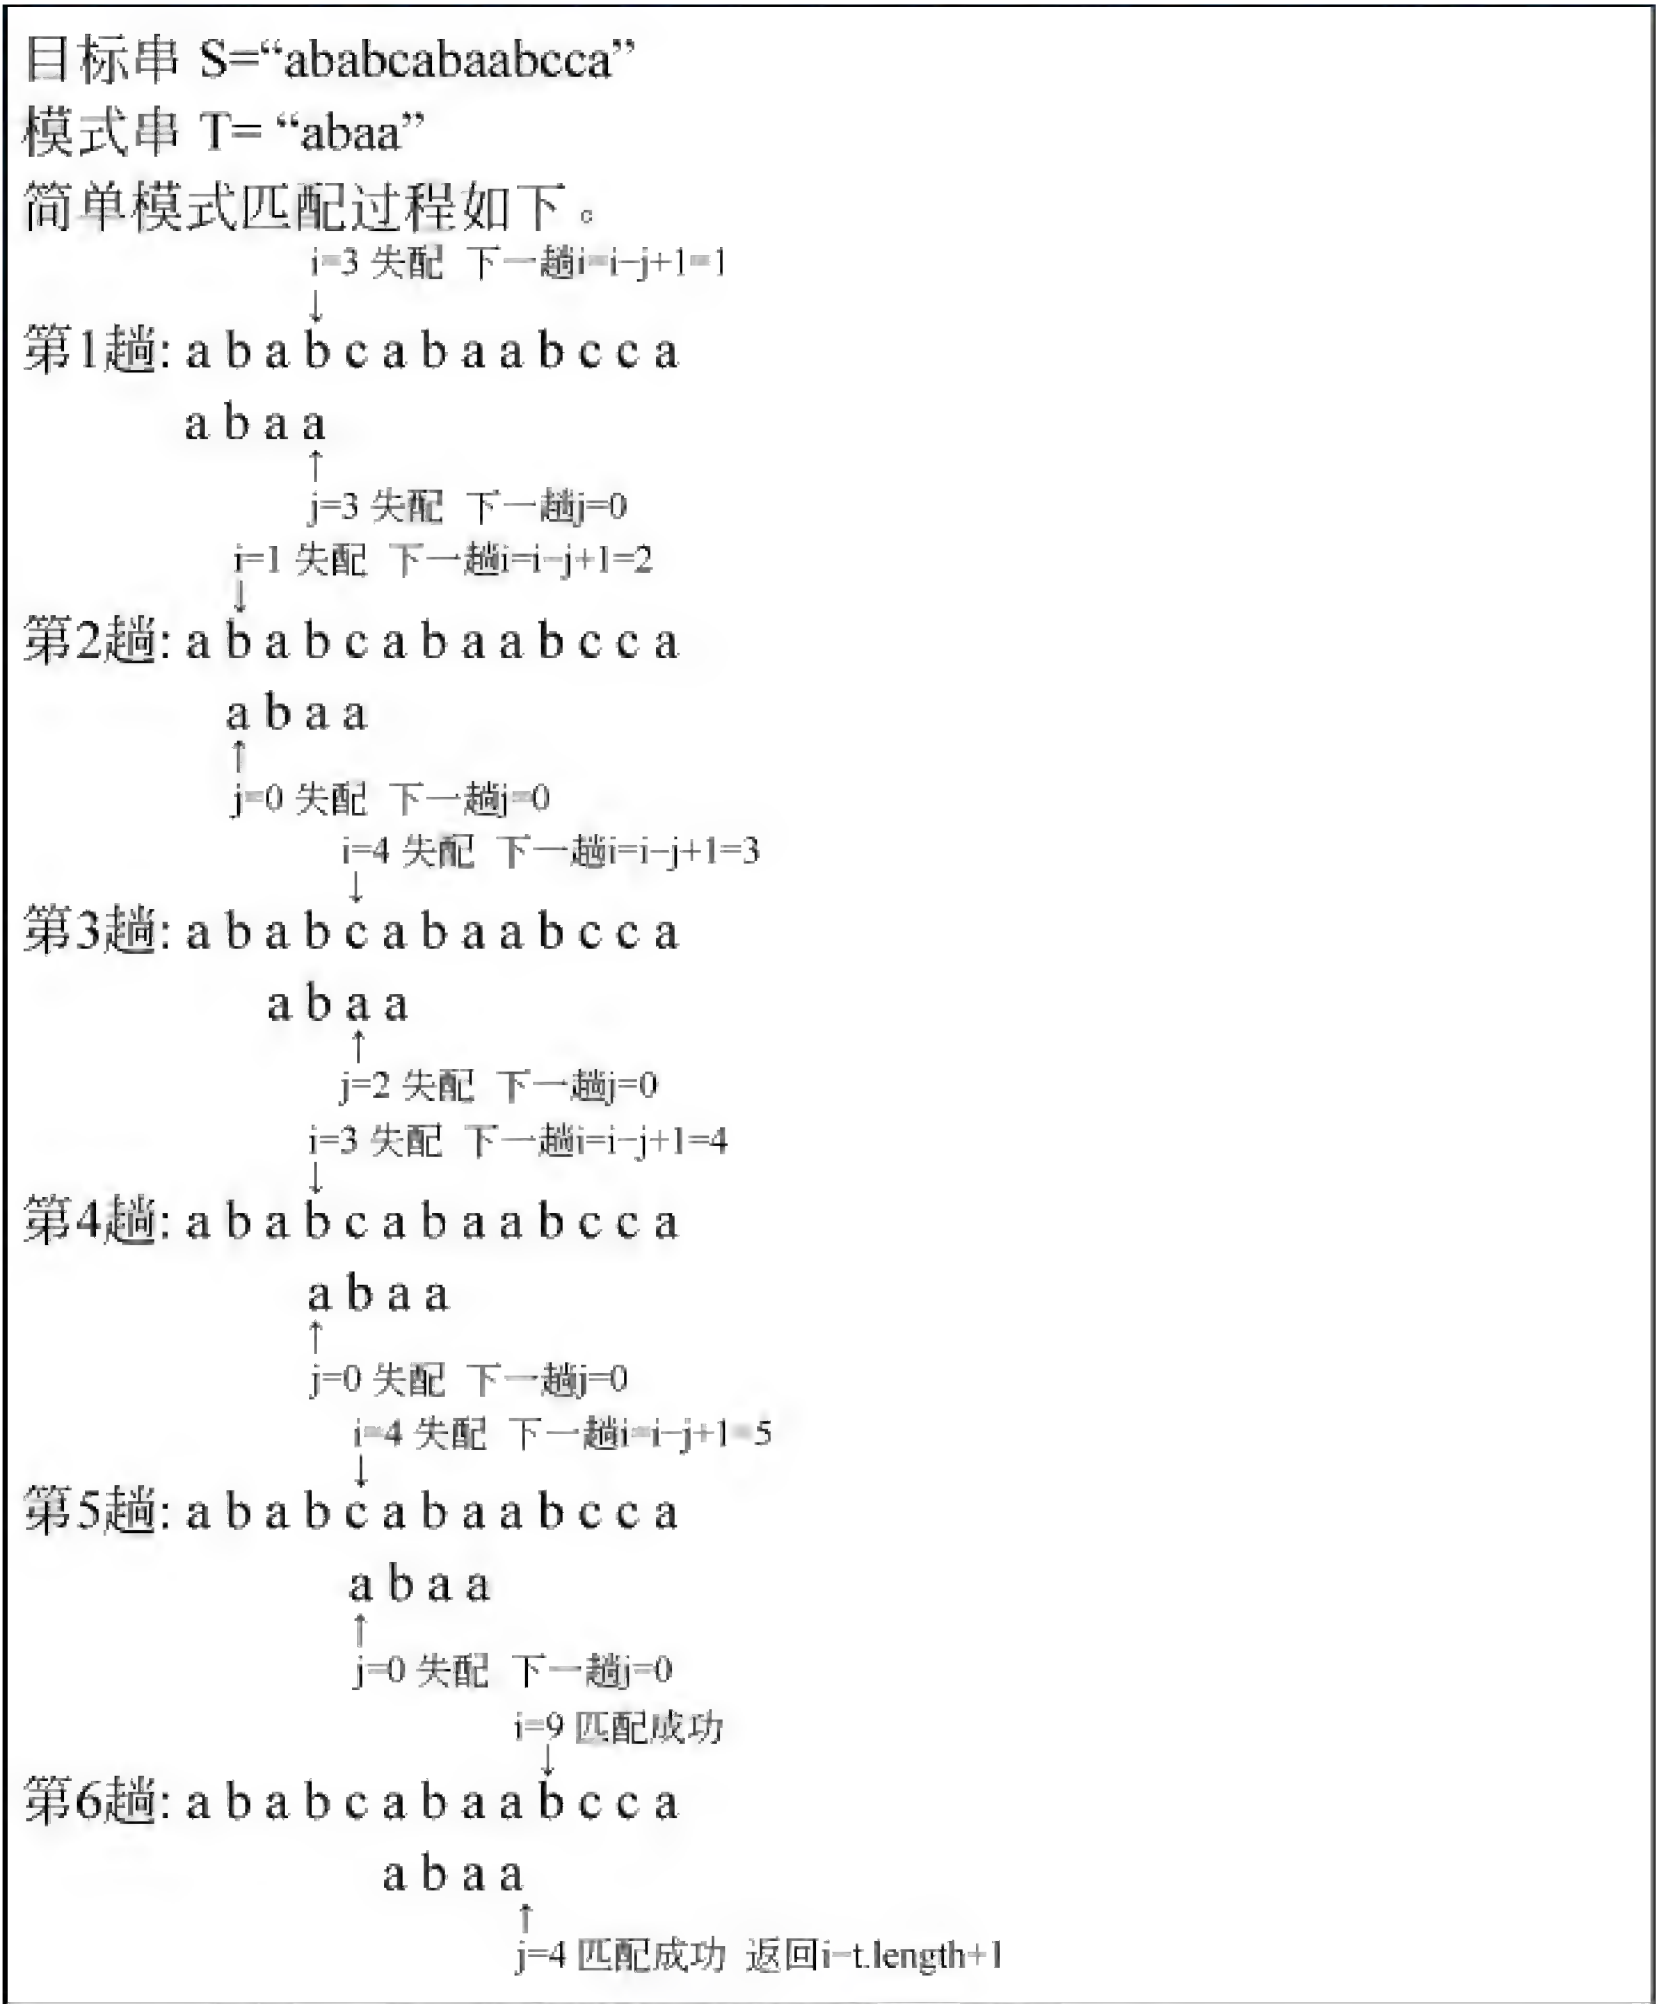 目标串 S=“ababcabaabcca”
模式串 T= “abaa”
简单模式匹配过程如下。
i=3 失配 下一趟i=i-j+1=1
↓
第1趟: a b a b c a b a a b c c a
a b a a
↑
j=3 失配 下一趟j=0
i=1 失配 下一趟i=i-j+1=2
↓
第2趟: a b a b c a b a a b c c a
a b a a
↑
j=0 失配 下一趟j=0
i=4 失配 下一趟i=i-j+1=3
↓
第3趟: a b a b c a b a a b c c a
a b a a
↑
j=2 失配 下一趟j=0
i=3 失配 下一趟i=i-j+1=4
↓
第4趟: a b a b c a b a a b c c a
a b a a
↑
j=0 失配 下一趟j=0
i=4 失配 下一趟i=i-j+1=5
↓
第5趟: a b a b c a b a a b c c a
a b a a
↑
j=0 失配 下一趟j=0
i=9 匹配成功
↓
第6趟: a b a b c a b a a b c c a
a b a a
↑
j=4 匹配成功 返回i-t.length+1